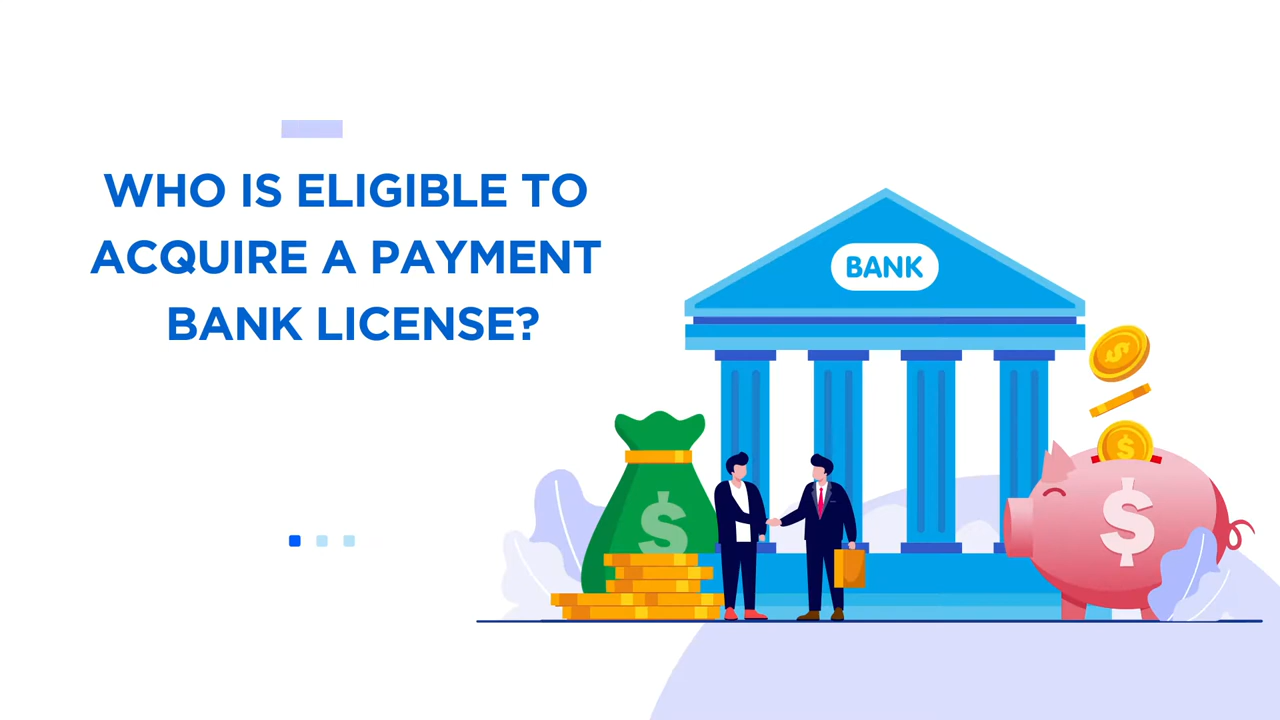 WHO IS ELIGIBLE TO
ACQUIRE A PAYMENT
BANK LICENSE?
BANK
$
$
$
$